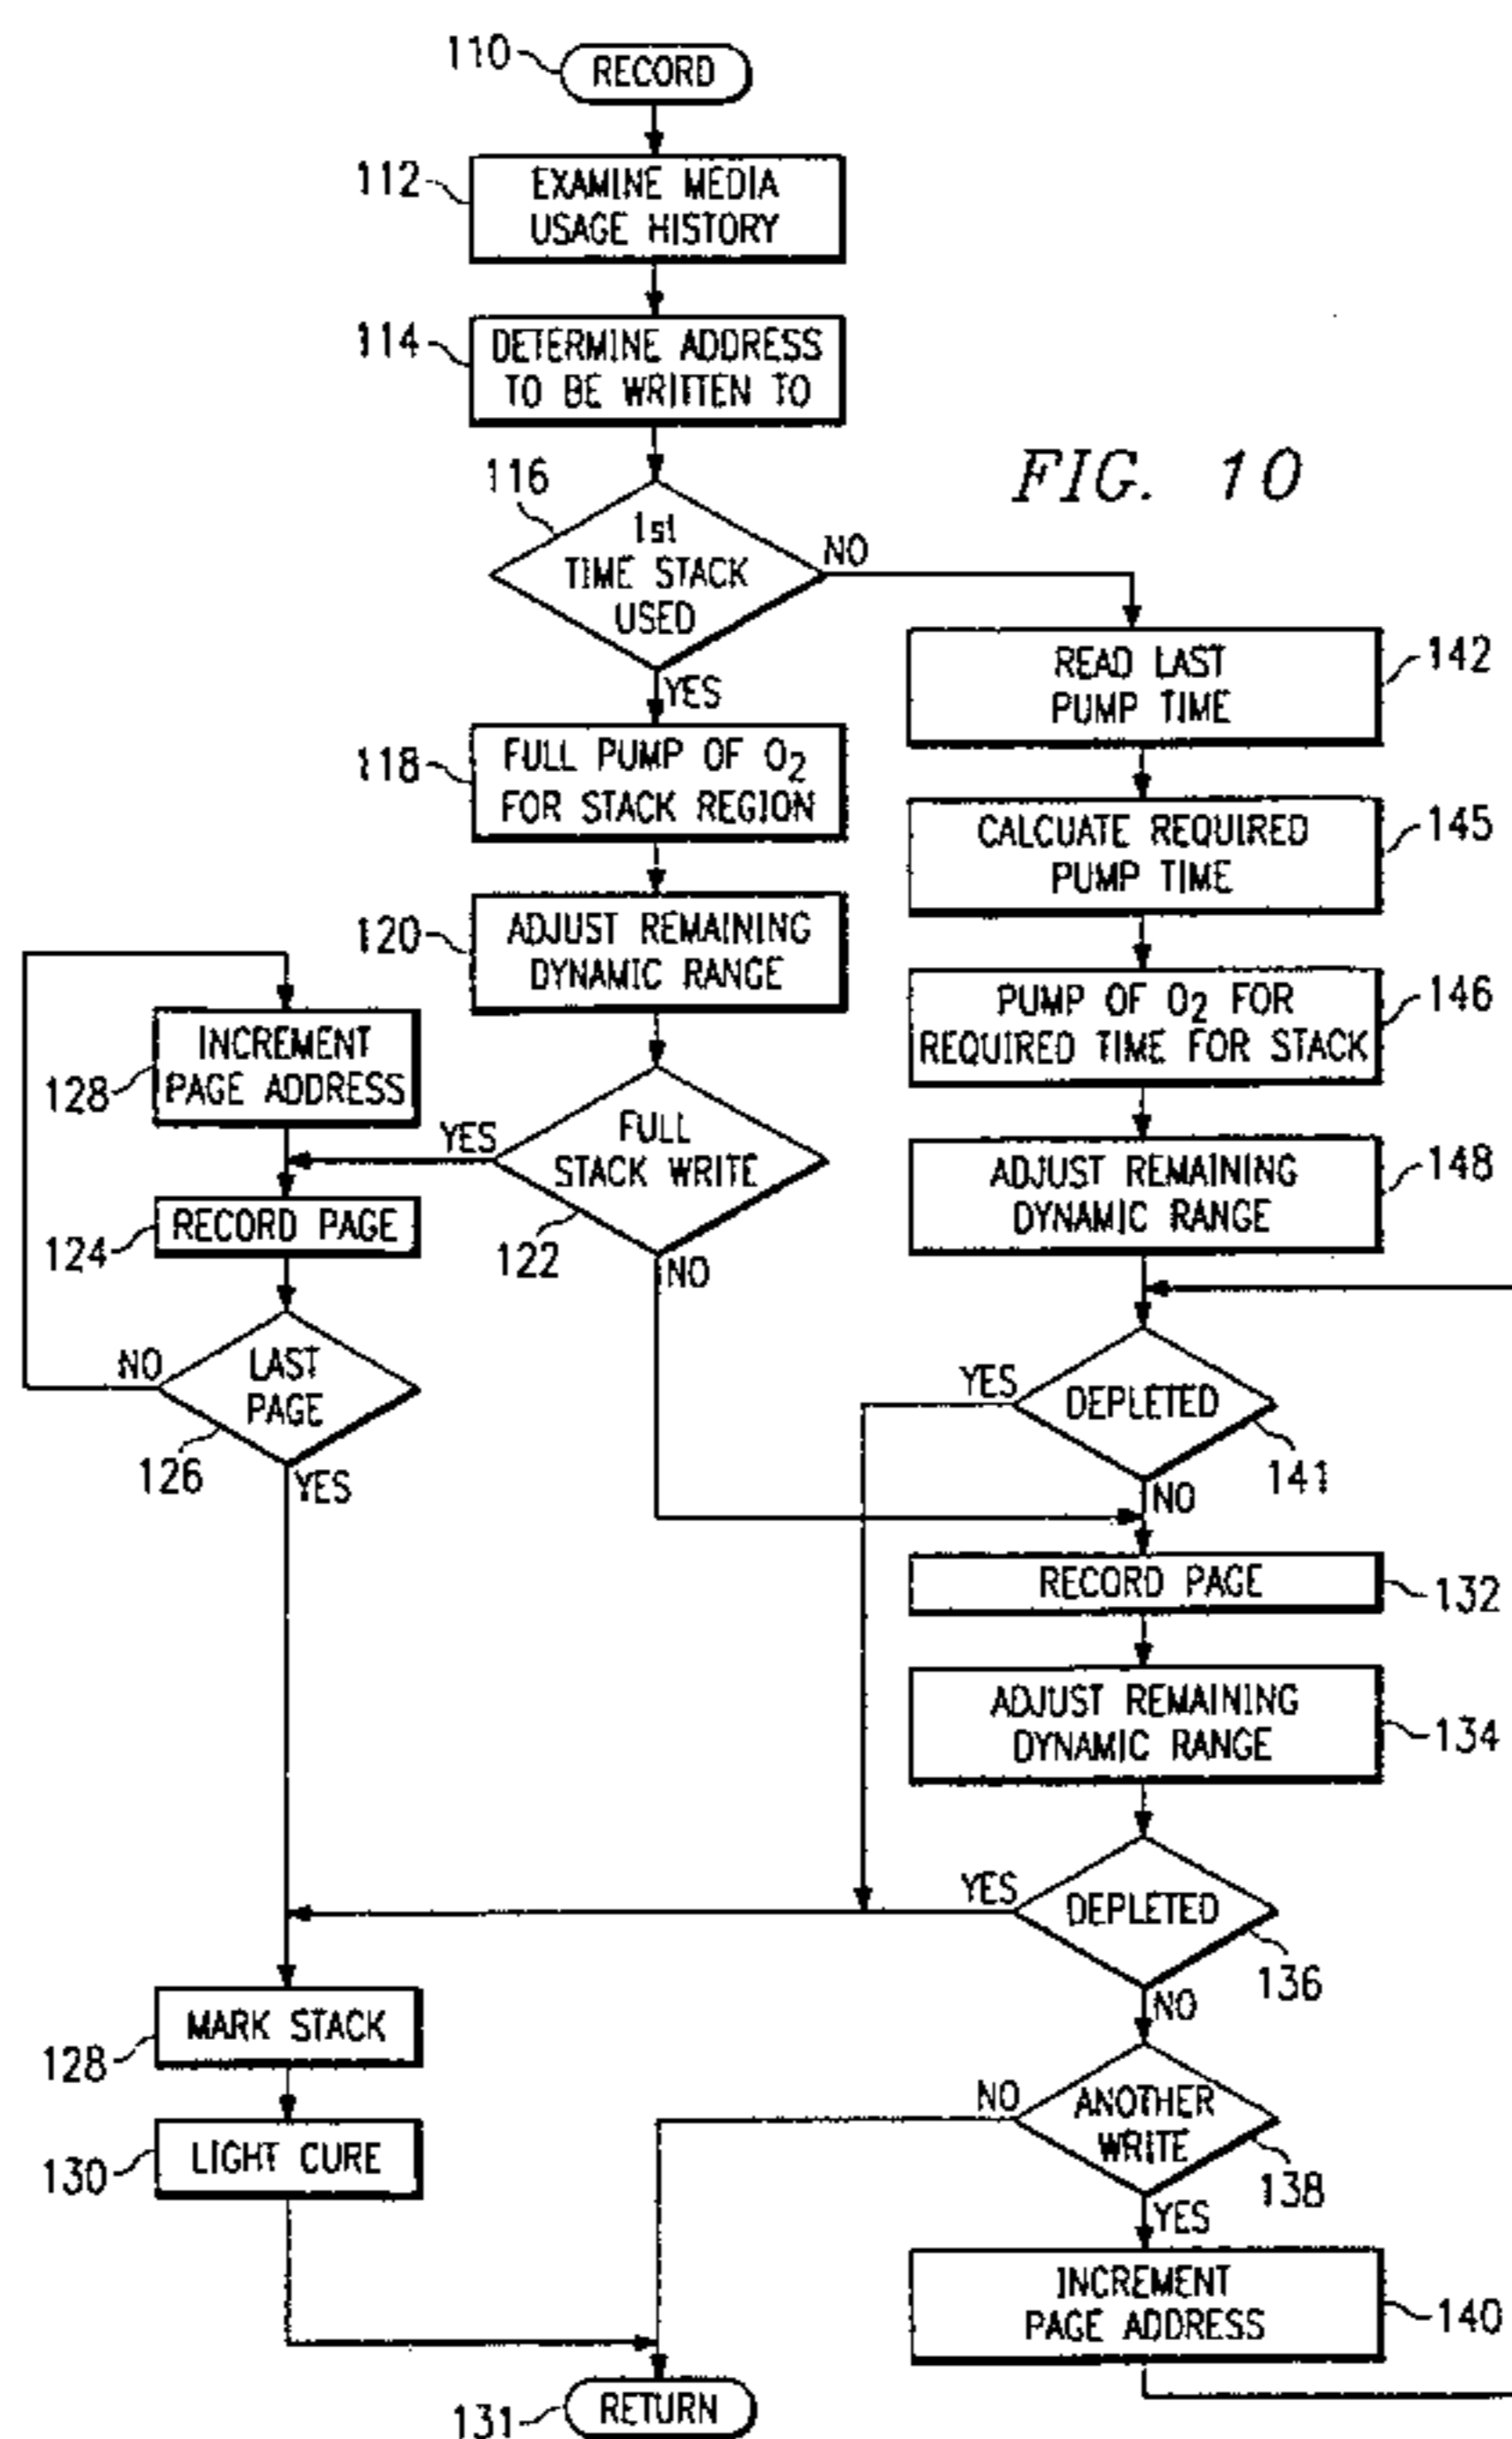 110
RECORD
112
EXAMINE MEDIA
USAGE HISTORY
114
DETERMINE ADDRESS
TO BE WRITTEN TO
FIG. 10
116
1st
TIME STACK
USED
NO
YES
READ LAST
PUMP TIME
142
118
FULL PUMP OF O2
FOR STACK REGION
CALCUATE REQUIRED
PUMP TIME
145
120
ADJUST REMAINING
DYNAMIC RANGE
PUMP OF O2 FOR
REQUIRED TIME FOR STACK
146
INCREMENT
PAGE ADDRESS
128
YES
FULL
STACK WRITE
122
NO
ADJUST REMAINING
DYNAMIC RANGE
148
RECORD PAGE
124
NO
LAST
PAGE
126
YES
YES
DEPLETED
141
NO
RECORD PAGE
132
ADJUST REMAINING
DYNAMIC RANGE
134
YES
DEPLETED
136
NO
MARK STACK
128
NO
ANOTHER
WRITE
138
YES
LIGHT CURE
130
INCREMENT
PAGE ADDRESS
140
131
RETURN